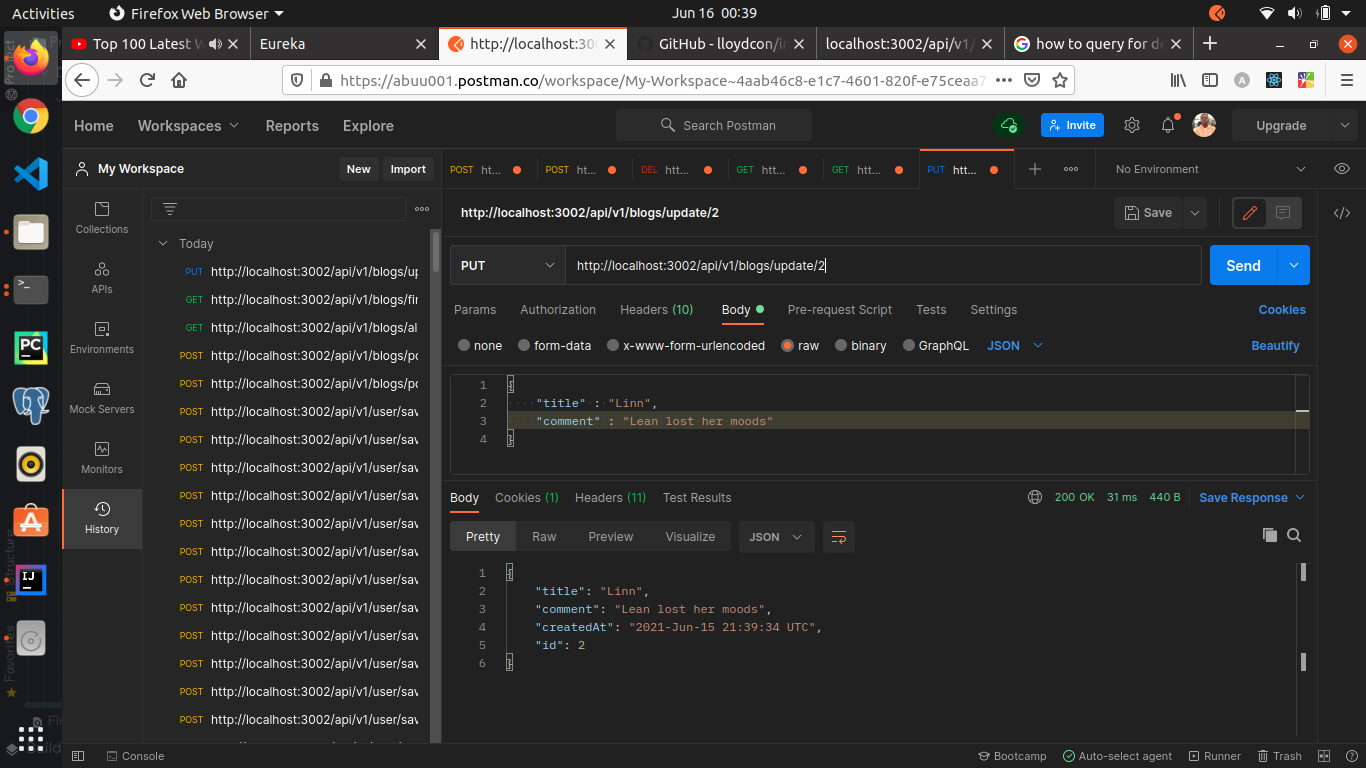 Activities
Firefox Web Browser
Jun 16 00:39
Top 100 Latest W
Eureka
http://localhost:300
GitHub - lloydcon/in
localhost:3002/api/v1/
how to query for de
https://abuu001.postman.co/workspace/My-Workspace~4aab46c8-e1c7-4601-820f-e75ceaa7
Home
Workspaces
Reports
Explore
Search Postman
Invite
Upgrade
My Workspace
New
Import
POST htt...
POST htt...
DEL htt...
GET htt...
GET htt...
PUT htt...
No Environment
Collections
APIs
Environments
Mock Servers
Monitors
History
Today
PUT http://localhost:3002/api/v1/blogs/up
GET http://localhost:3002/api/v1/blogs/fin
GET http://localhost:3002/api/v1/blogs/al
POST http://localhost:3002/api/v1/blogs/po
POST http://localhost:3002/api/v1/blogs/po
POST http://localhost:3002/api/v1/user/sav
POST http://localhost:3002/api/v1/user/sav
POST http://localhost:3002/api/v1/user/sav
POST http://localhost:3002/api/v1/user/sav
POST http://localhost:3002/api/v1/user/sav
POST http://localhost:3002/api/v1/user/sav
POST http://localhost:3002/api/v1/user/sav
POST http://localhost:3002/api/v1/user/sav
POST http://localhost:3002/api/v1/user/sav
POST http://localhost:3002/api/v1/user/sav
POST http://localhost:3002/api/v1/user/sav
POST http://localhost:3002/api/v1/user/sav
http://localhost:3002/api/v1/blogs/update/2
Save
PUT
http://localhost:3002/api/v1/blogs/update/2
Send
Params
Authorization
Headers (10)
Body
Pre-request Script
Tests
Settings
Cookies
none
form-data
x-www-form-urlencoded
raw
binary
GraphQL
JSON
Beautify
1 {
2 "title" : "Linn",
3 "comment" : "Lean lost her moods"
4 }
Body
Cookies (1)
Headers (11)
Test Results
200 OK
31 ms
440 B
Save Response
Pretty
Raw
Preview
Visualize
JSON
1 {
2 "title": "Linn",
3 "comment": "Lean lost her moods",
4 "createdAt": "2021-Jun-15 21:39:34 UTC",
5 "id": 2
6 }
Console
Bootcamp
Auto-select agent
Runner
Trash